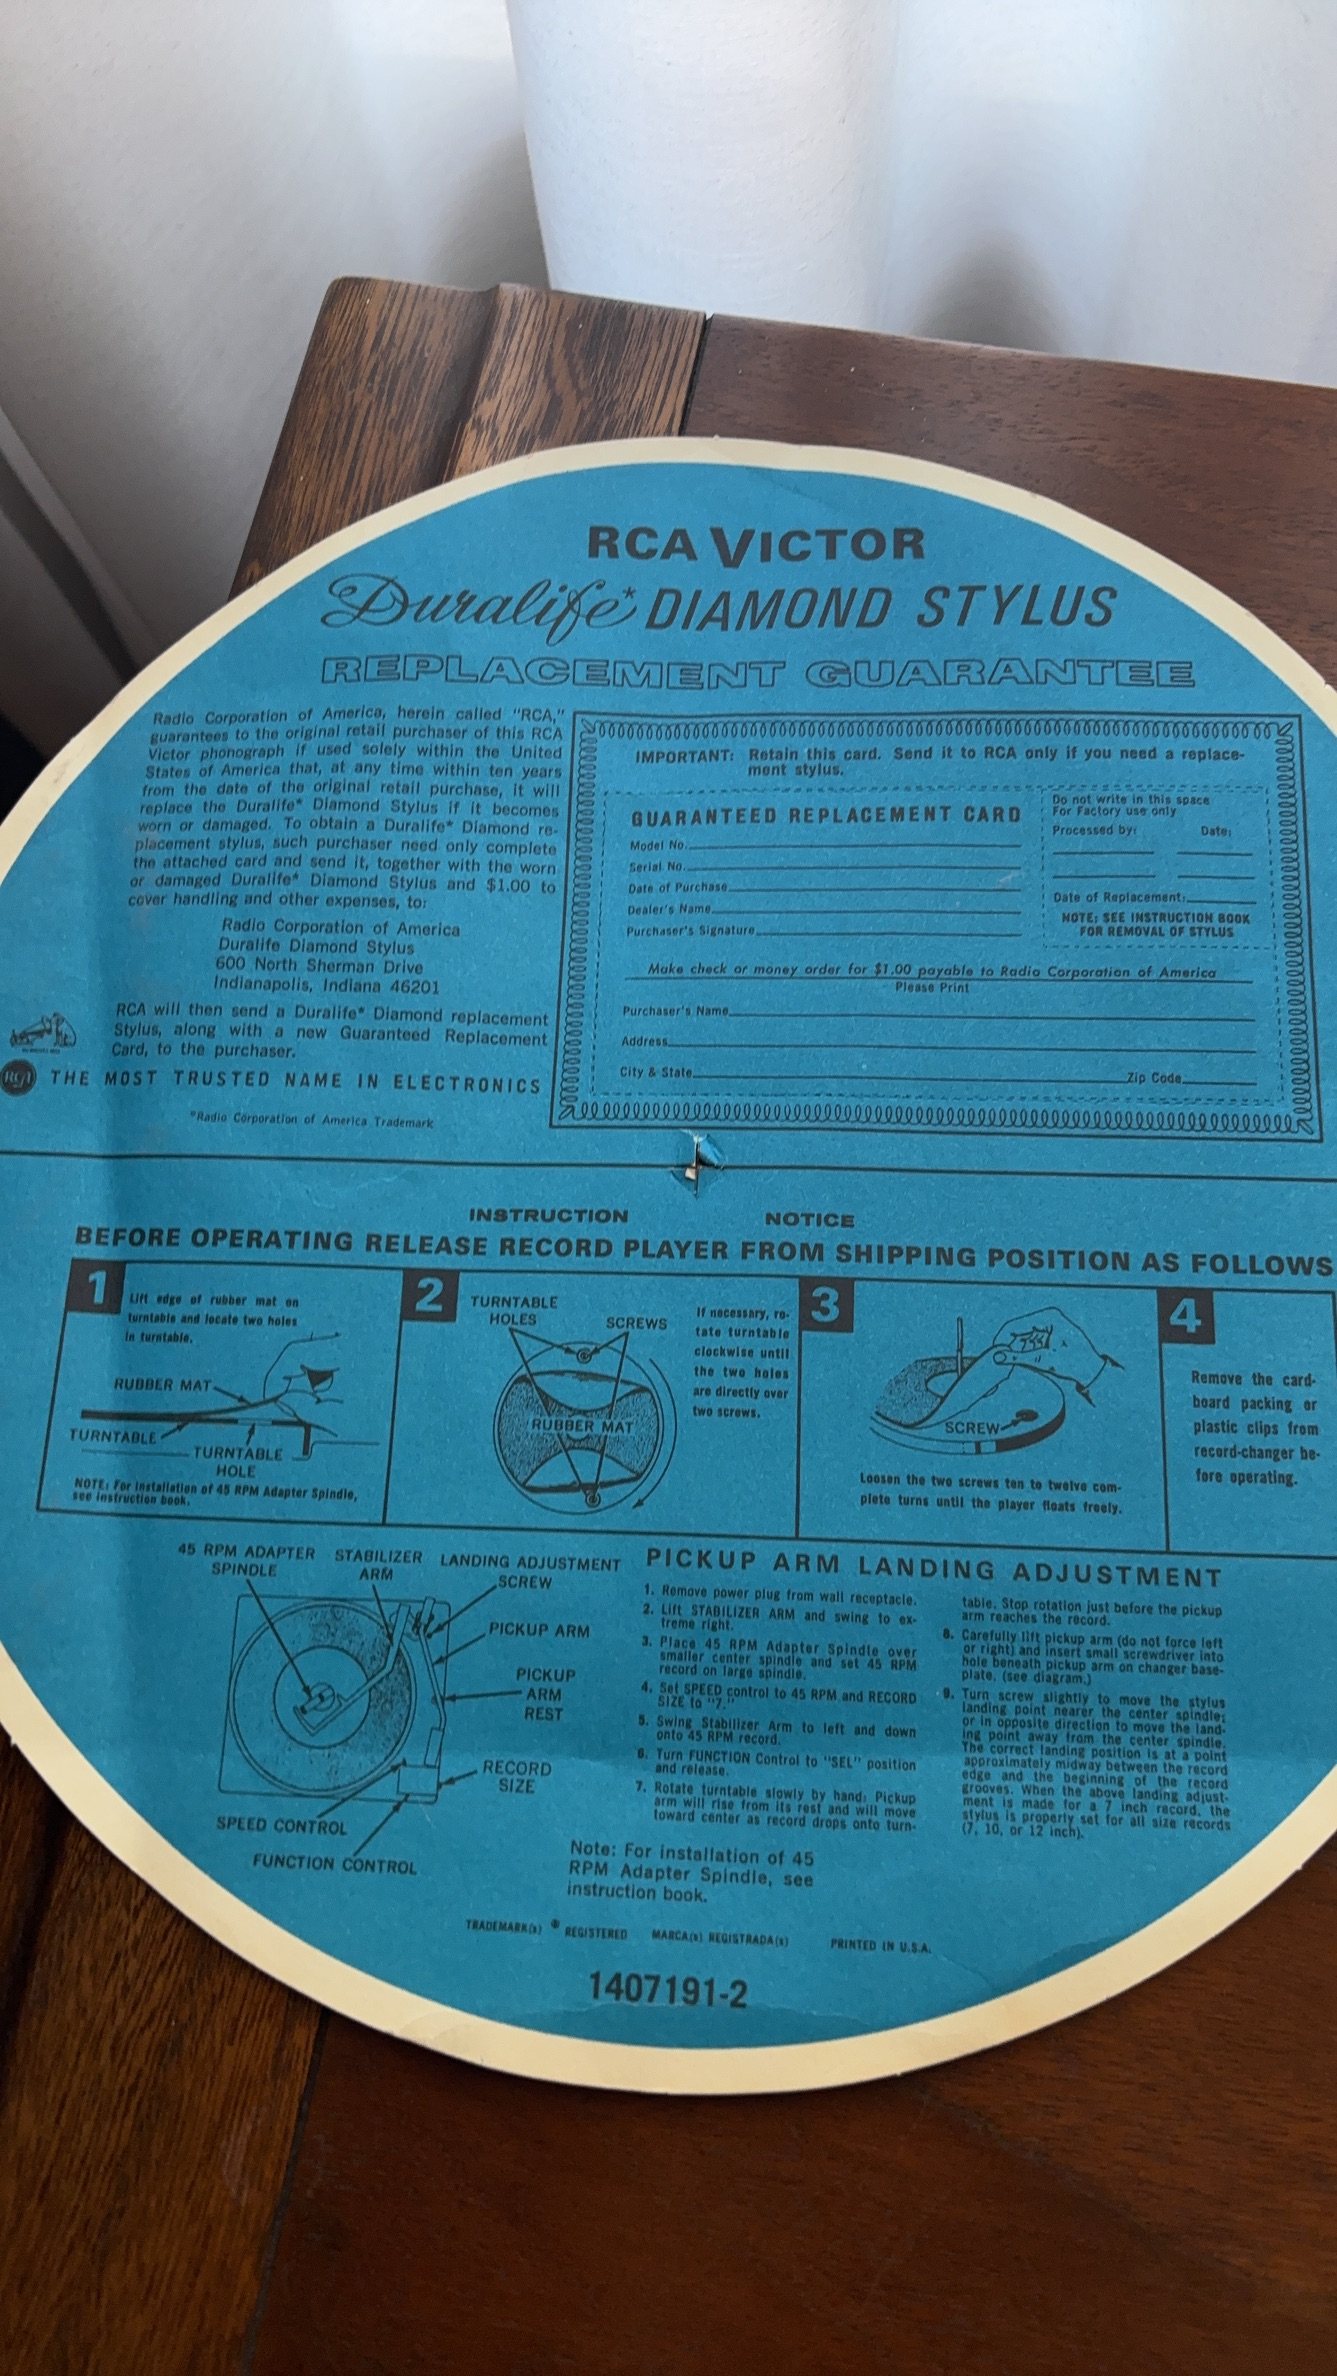 RCA VICTOR
Duralife* DIAMOND STYLUS
REPLACEMENT GUARANTEE
Radio Corporation of America, herein called "RCA,"
guarantees to the original retail purchaser of this RCA
Victor phonograph if used solely within the United
States of America that, at any time within ten years
from the date of the original retail purchase, it will
replace the Duralife* Diamond Stylus if it becomes
worn or damaged. To obtain a Duralife* Diamond re-
placement stylus, such purchaser need only complete
the attached card and send it, together with the worn
or damaged Duralife* Diamond Stylus and $1.00 to
cover handling and other expenses, to:
Radio Corporation of America
Duralife Diamond Stylus
600 North Sherman Drive
Indianapolis, Indiana 46201
RCA will then send a Duralife* Diamond replacement
Stylus, along with a new Guaranteed Replacement
Card, to the purchaser.
RCA THE MOST TRUSTED NAME IN ELECTRONICS
*Radio Corporation of America Trademark
IMPORTANT: Retain this card. Send it to RCA only if you need a replace-
ment stylus.
GUARANTEED REPLACEMENT CARD
Model No.
Serial No.
Date of Purchase
Dealer's Name
Purchaser's Signature
Do not write in this space
For Factory use only
Processed by: Date:
Date of Replacement:
NOTE: SEE INSTRUCTION BOOK
FOR REMOVAL OF STYLUS
Make check or money order for $1.00 payable to Radio Corporation of America
Please Print
Purchaser's Name
Address
City & State Zip Code
INSTRUCTION NOTICE
BEFORE OPERATING RELEASE RECORD PLAYER FROM SHIPPING POSITION AS FOLLOWS
1
Lift edge of rubber mat on
turntable and locate two holes
in turntable.
RUBBER MAT
TURNTABLE
TURNTABLE
HOLE
NOTE: For installation of 45 RPM Adapter Spindle,
see instruction book.
2
TURNTABLE
HOLES
SCREWS
RUBBER MAT
If necessary, ro-
tate turntable
clockwise until
the two holes
are directly over
two screws.
3
SCREW
Loosen the two screws ten to twelve com-
plete turns until the player floats freely.
4
Remove the card-
board packing or
plastic clips from
record-changer be-
fore operating.
45 RPM ADAPTER
SPINDLE
STABILIZER
ARM
LANDING ADJUSTMENT
SCREW
PICKUP ARM
PICKUP
ARM
REST
RECORD
SIZE
SPEED CONTROL
FUNCTION CONTROL
PICKUP ARM LANDING ADJUSTMENT
1. Remove power plug from wall receptacle.
2. Lift STABILIZER ARM and swing to ex-
treme right.
3. Place 45 RPM Adapter Spindle over
smaller center spindle and set 45 RPM
record on large spindle.
4. Set SPEED control to 45 RPM and RECORD
SIZE to "7."
5. Swing Stabilizer Arm to left and down
onto 45 RPM record.
6. Turn FUNCTION Control to "SEL" position
and release.
7. Rotate turntable slowly by hand: Pickup
arm will rise from its rest and will move
toward center as record drops onto turn-
table. Stop rotation just before the pickup
arm reaches the record.
8. Carefully lift pickup arm (do not force left
or right) and insert small screwdriver into
hole beneath pickup arm on changer base-
plate. (see diagram.)
9. Turn screw slightly to move the stylus
landing point nearer the center spindle;
or in opposite direction to move the land-
ing point away from the center spindle.
The correct landing position is at a point
approximately midway between the record
edge and the beginning of the record
grooves. When the above landing adjust-
ment is made for a 7 inch record, the
stylus is properly set for all size records
(7, 10, or 12 inch).
Note: For installation of 45
RPM Adapter Spindle, see
instruction book.
TRADEMARK(s) ® REGISTERED MARCA(s) REGISTRADA(s) PRINTED IN U.S.A.
1407191-2